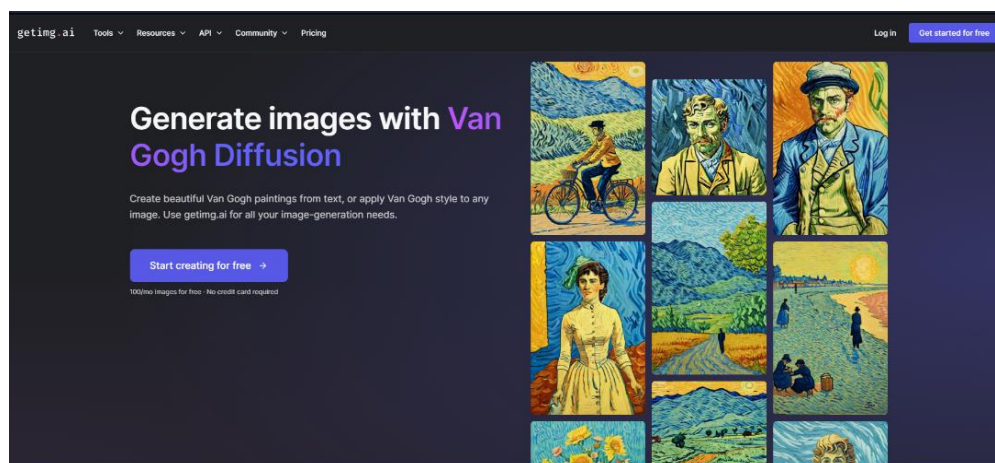 getimg.ai Tools Resources API Community Pricing Log in Get started for free
Generate images with Van
Gogh Diffusion
Create beautiful Van Gogh paintings from text, or apply Van Gogh style to any
image. Use getimg.ai for all your image-generation needs.
Start creating for free →
100/mo images for free · No credit card required